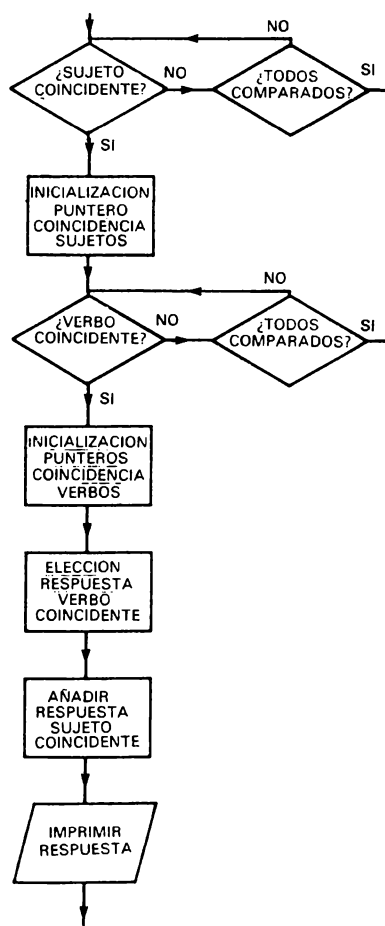 NO
¿SUJETO
COINCIDENTE?
NO
¿TODOS
COMPARADOS?
SI
SI
INICIALIZACION
PUNTERO
COINCIDENCIA
SUJETOS
NO
¿VERBO
COINCIDENTE?
NO
¿TODOS
COMPARADOS?
SI
SI
INICIALIZACION
PUNTEROS
COINCIDENCIA
VERBOS
ELECCION
RESPUESTA
VERBO
COINCIDENTE
AÑADIR
RESPUESTA
SUJETO
COINCIDENTE
IMPRIMIR
RESPUESTA